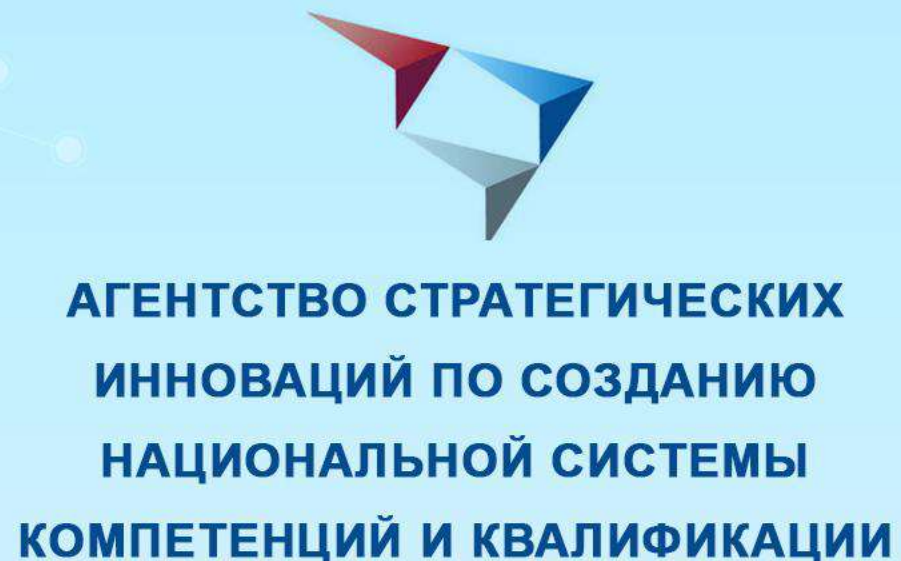 АГЕНТСТВО СТРАТЕГИЧЕСКИХ
ИННОВАЦИЙ ПО СОЗДАНИЮ
НАЦИОНАЛЬНОЙ СИСТЕМЫ
КОМПЕТЕНЦИЙ И КВАЛИФИКАЦИИ